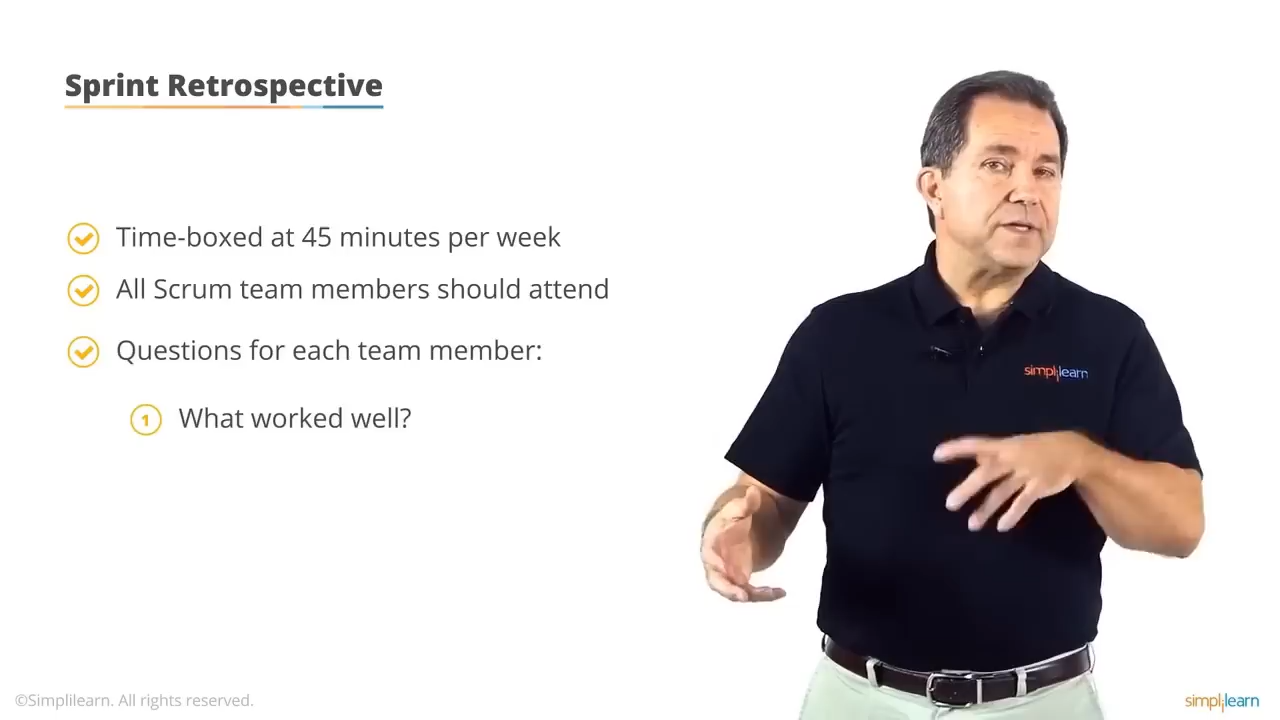 Sprint Retrospective
Time-boxed at 45 minutes per week
All Scrum team members should attend
Questions for each team member:
1 What worked well?
simplilearn
©Simplilearn. All rights reserved.
simplilearn